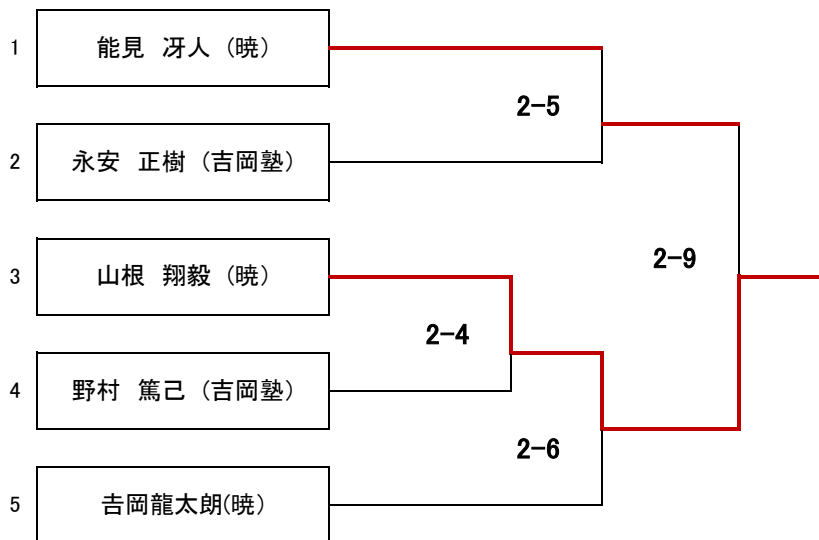 1 能見　冴人（暁）
2-5
2 永安　正樹（吉岡塾）
2-9
3 山根　翔毅（暁）
2-4
4 野村　篤己（吉岡塾）
2-6
5 𠮷岡龍太朗(暁）